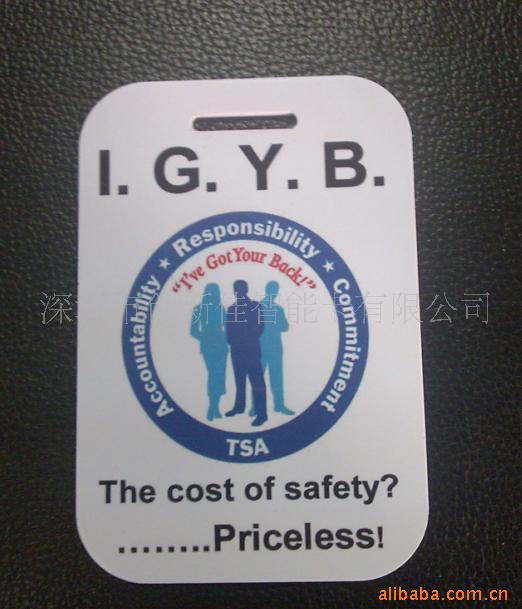 I. G. Y. B.
Accountability ★ Responsibility ★ Commitment
"I've Got Your Back!"
TSA
The cost of safety?
........Priceless!
智能卡有限公司
alibaba.com.cn